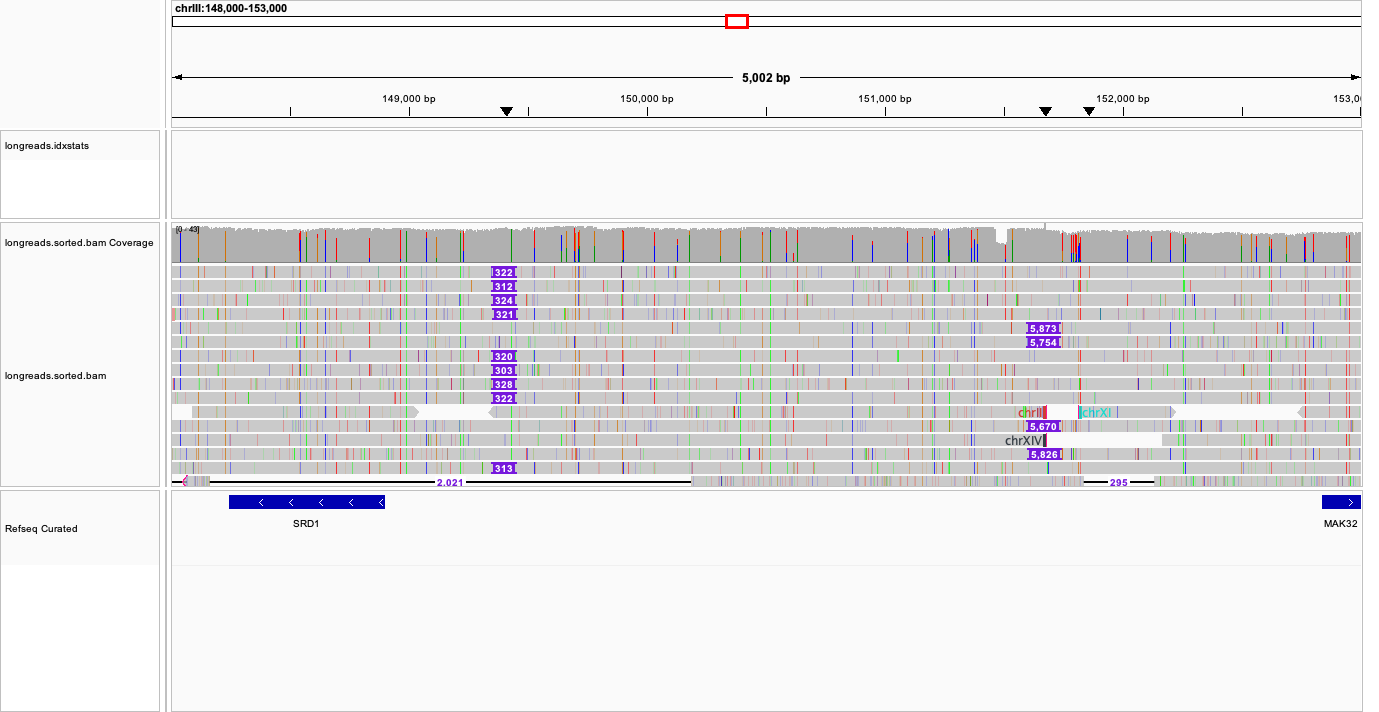 chrIII:148,000-153,000
5,002 bp
149,000 bp 150,000 bp 151,000 bp 152,000 bp 153,0
longreads.idxstats
[0 - 43]
longreads.sorted.bam Coverage
322
312
324
321
5,873
5,754
320
303
328
322
longreads.sorted.bam
chrII chrXI
5,670
chrXIV
5,826
313
2,021 295
SRD1
MAK32
Refseq Curated